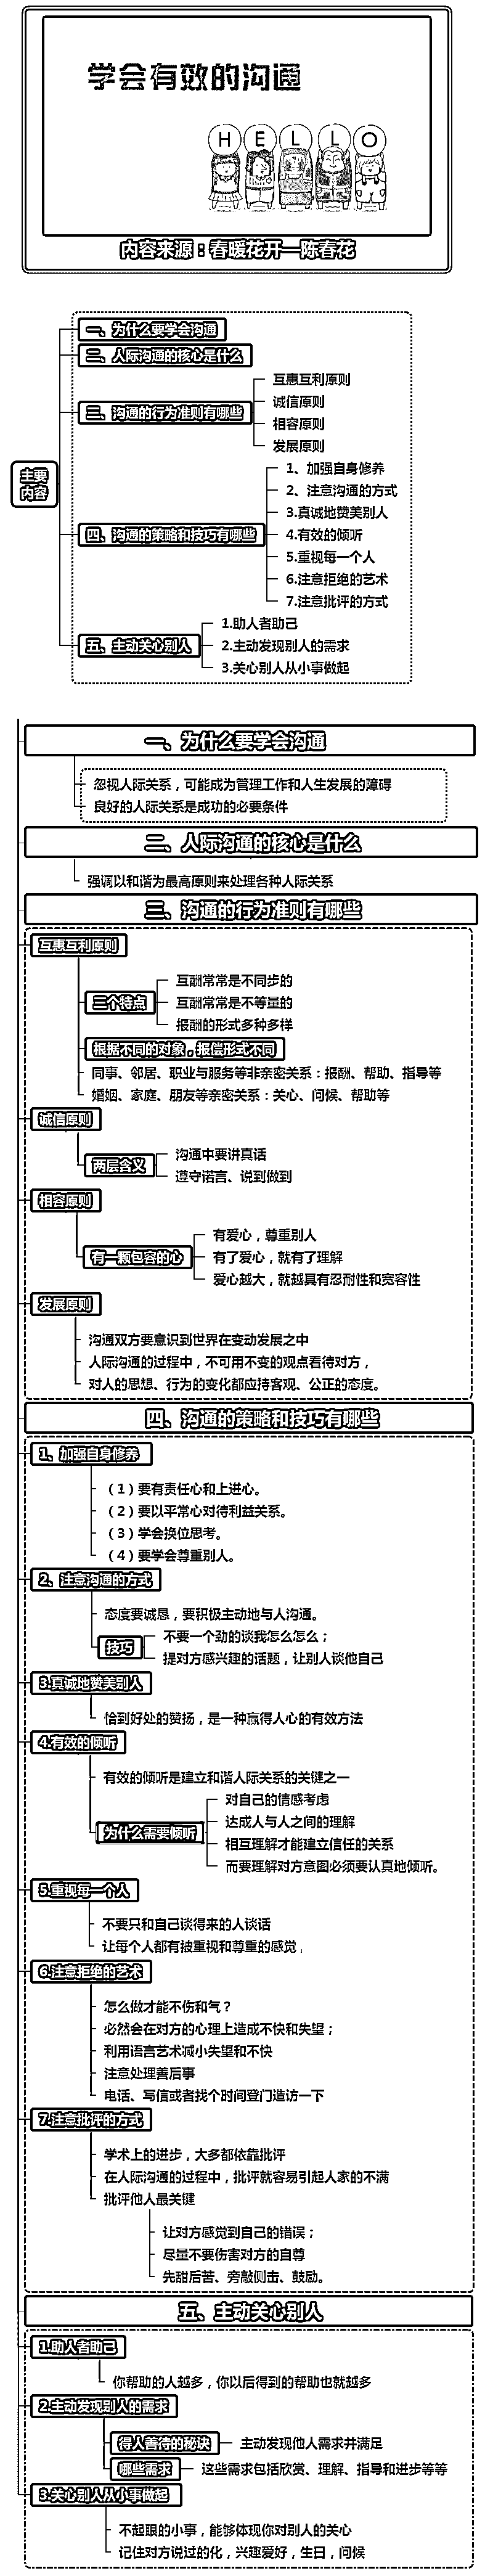 学会有效的沟通
HELLO
内容来源：春暖花开—陈春花
主要
内容
一、为什么要学会沟通
二、人际沟通的核心是什么
三、沟通的行为准则有哪些
互惠互利原则
诚信原则
相容原则
发展原则
四、沟通的策略和技巧有哪些
1、加强自身修养
2、注意沟通的方式
3.真诚地赞美别人
4.有效的倾听
5.重视每一个人
6.注意拒绝的艺术
7.注意批评的方式
五、主动关心别人
1.助人者助己
2.主动发现别人的需求
3.关心别人从小事做起
一、为什么要学会沟通
忽视人际关系，可能成为管理工作和人生发展的障碍
良好的人际关系是成功的必要条件
二、人际沟通的核心是什么
强调以和谐为最高原则来处理各种人际关系
三、沟通的行为准则有哪些
互惠互利原则
三个特点
互酬常常是不同步的
互酬常常是不等量的
报酬的形式多种多样
根据不同的对象，报偿形式不同
同事、邻居、职业与服务等非亲密关系：报酬、帮助、指导等
婚姻、家庭、朋友等亲密关系：关心、问候、帮助等
诚信原则
两层含义
沟通中要讲真话
遵守诺言、说到做到
相容原则
有一颗包容的心
有爱心，尊重别人
有了爱心，就有了理解
爱心越大，就越具有忍耐性和宽容性
发展原则
沟通双方要意识到世界在变动发展之中
人际沟通的过程中，不可用不变的观点看待对方，
对人的思想、行为的变化都应持客观、公正的态度。
四、沟通的策略和技巧有哪些
1、加强自身修养
（1）要有责任心和上进心。
（2）要以平常心对待利益关系。
（3）学会换位思考。
（4）要学会尊重别人。
2、注意沟通的方式
态度要诚恳，要积极主动地与人沟通。
技巧
不要一个劲的谈我怎么怎么；
提对方感兴趣的话题，让别人谈他自己
3.真诚地赞美别人
恰到好处的赞扬，是一种赢得人心的有效方法
4.有效的倾听
有效的倾听是建立和谐人际关系的关键之一
为什么需要倾听
对自己的情感考虑
达成人与人之间的理解
相互理解才能建立信任的关系
而要理解对方意图必须要认真地倾听。
5.重视每一个人
不要只和自己谈得来的人谈话
让每个人都有被重视和尊重的感觉，
6.注意拒绝的艺术
怎么做才能不伤和气？
必然会在对方的心理上造成不快和失望；
利用语言艺术减小失望和不快
注意处理善后事
电话、写信或者找个时间登门造访一下
7.注意批评的方式
学术上的进步，大多都依靠批评
在人际沟通的过程中，批评就容易引起人家的不满
批评他人最关键
让对方感觉到自己的错误；
尽量不要伤害对方的自尊
先甜后苦、旁敲侧击、鼓励。
五、主动关心别人
1.助人者助己
你帮助的人越多，你以后得到的帮助也就越多
2.主动发现别人的需求
得人善待的秘诀
主动发现他人需求并满足
哪些需求
这些需求包括欣赏、理解、指导和进步等等
3.关心别人从小事做起
不起眼的小事，能够体现你对别人的关心
记住对方说过的化，兴趣爱好，生日，问候